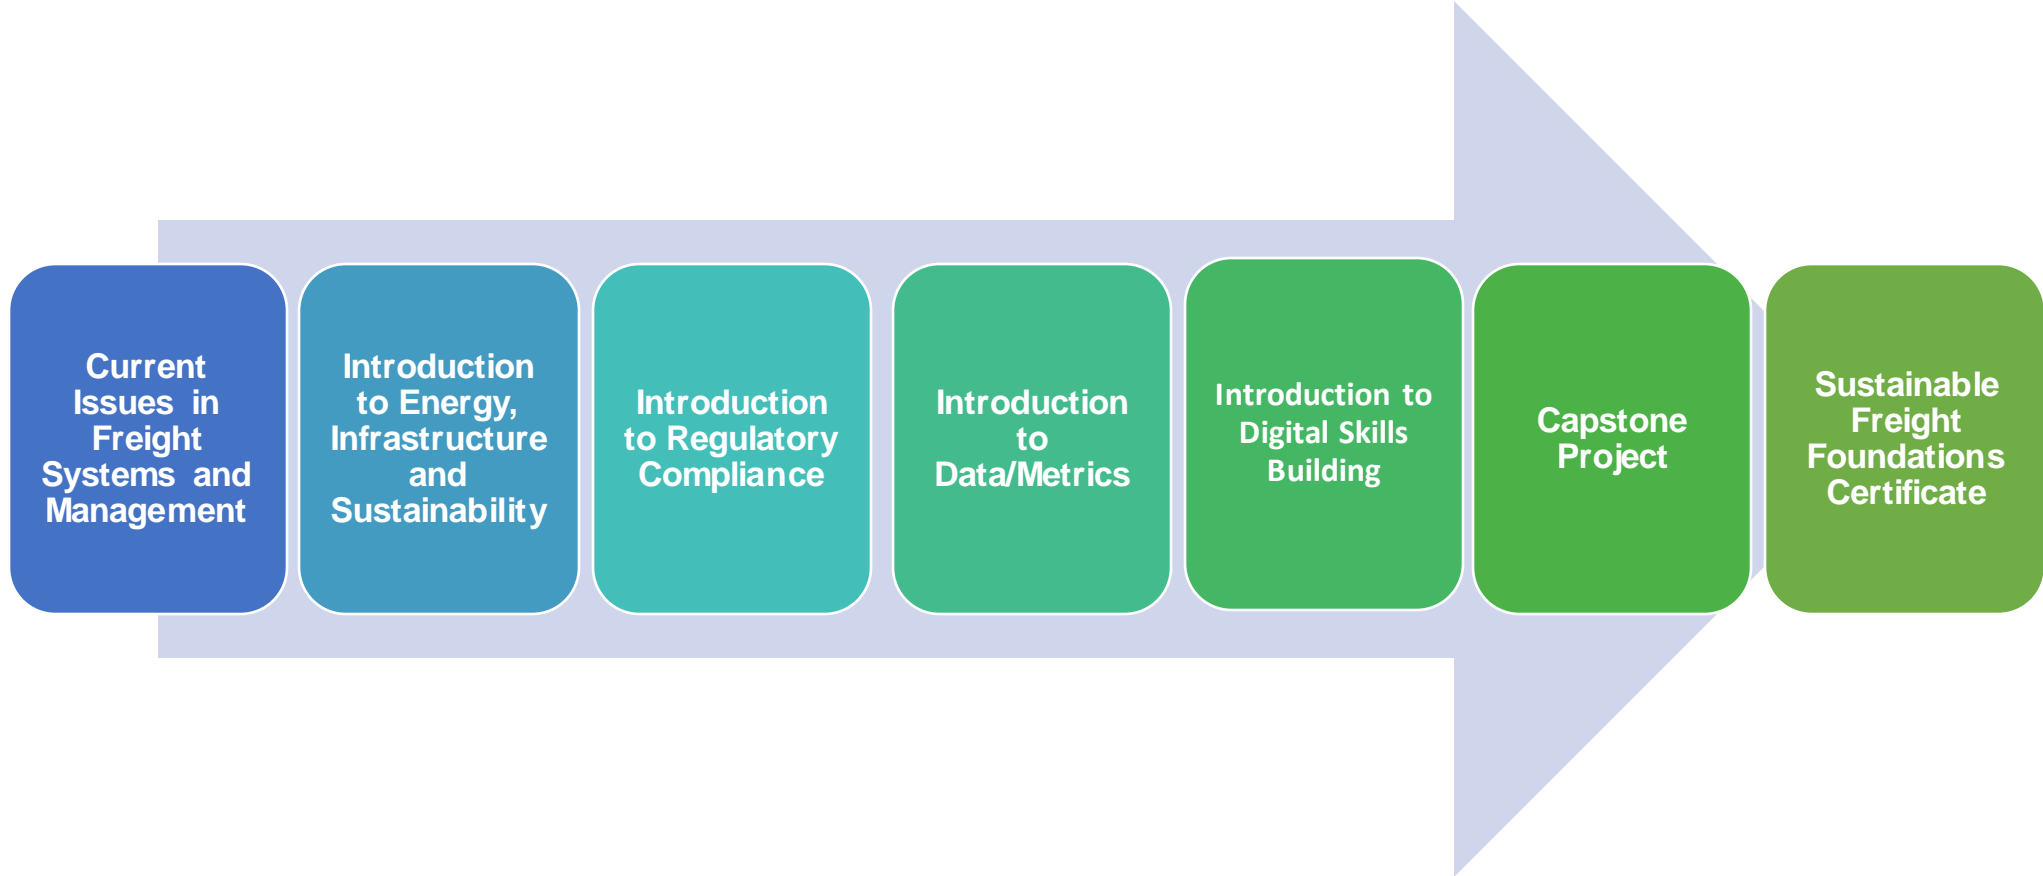 Current
Issues in
Freight
Systems and
Management
Introduction
to Energy,
Infrastructure
and
Sustainability
Introduction
to Regulatory
Compliance
Introduction
to
Data/Metrics
Introduction to
Digital Skills
Building
Capstone
Project
Sustainable
Freight
Foundations
Certificate